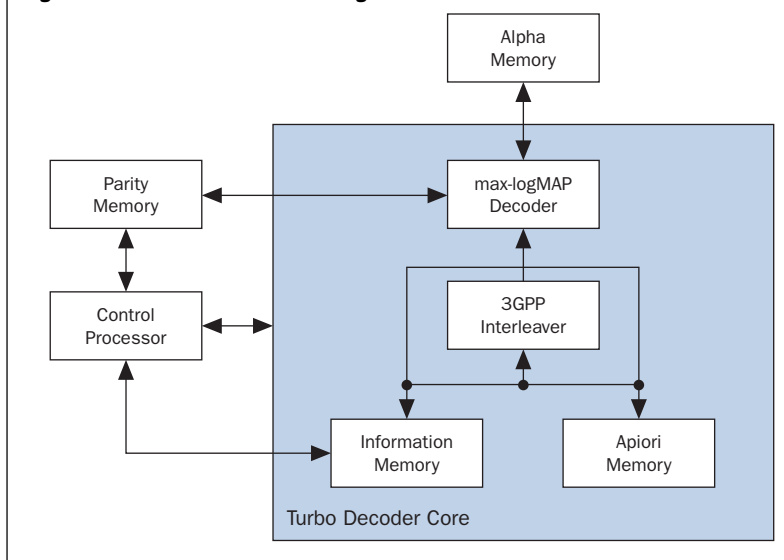 Alpha
Memory
Parity
Memory
max-logMAP
Decoder
Control
Processor
3GPP
Interleaver
Information
Memory
Apiori
Memory
Turbo Decoder Core